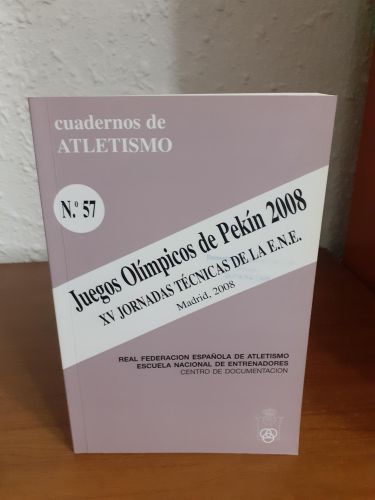 cuadernos de
ATLETISMO
N.º 57
Juegos Olímpicos de Pekín 2008
XV JORNADAS TÉCNICAS DE LA E.N.E.
Madrid, 2008
REAL FEDERACION ESPAÑOLA DE ATLETISMO
ESCUELA NACIONAL DE ENTRENADORES
CENTRO DE DOCUMENTACION